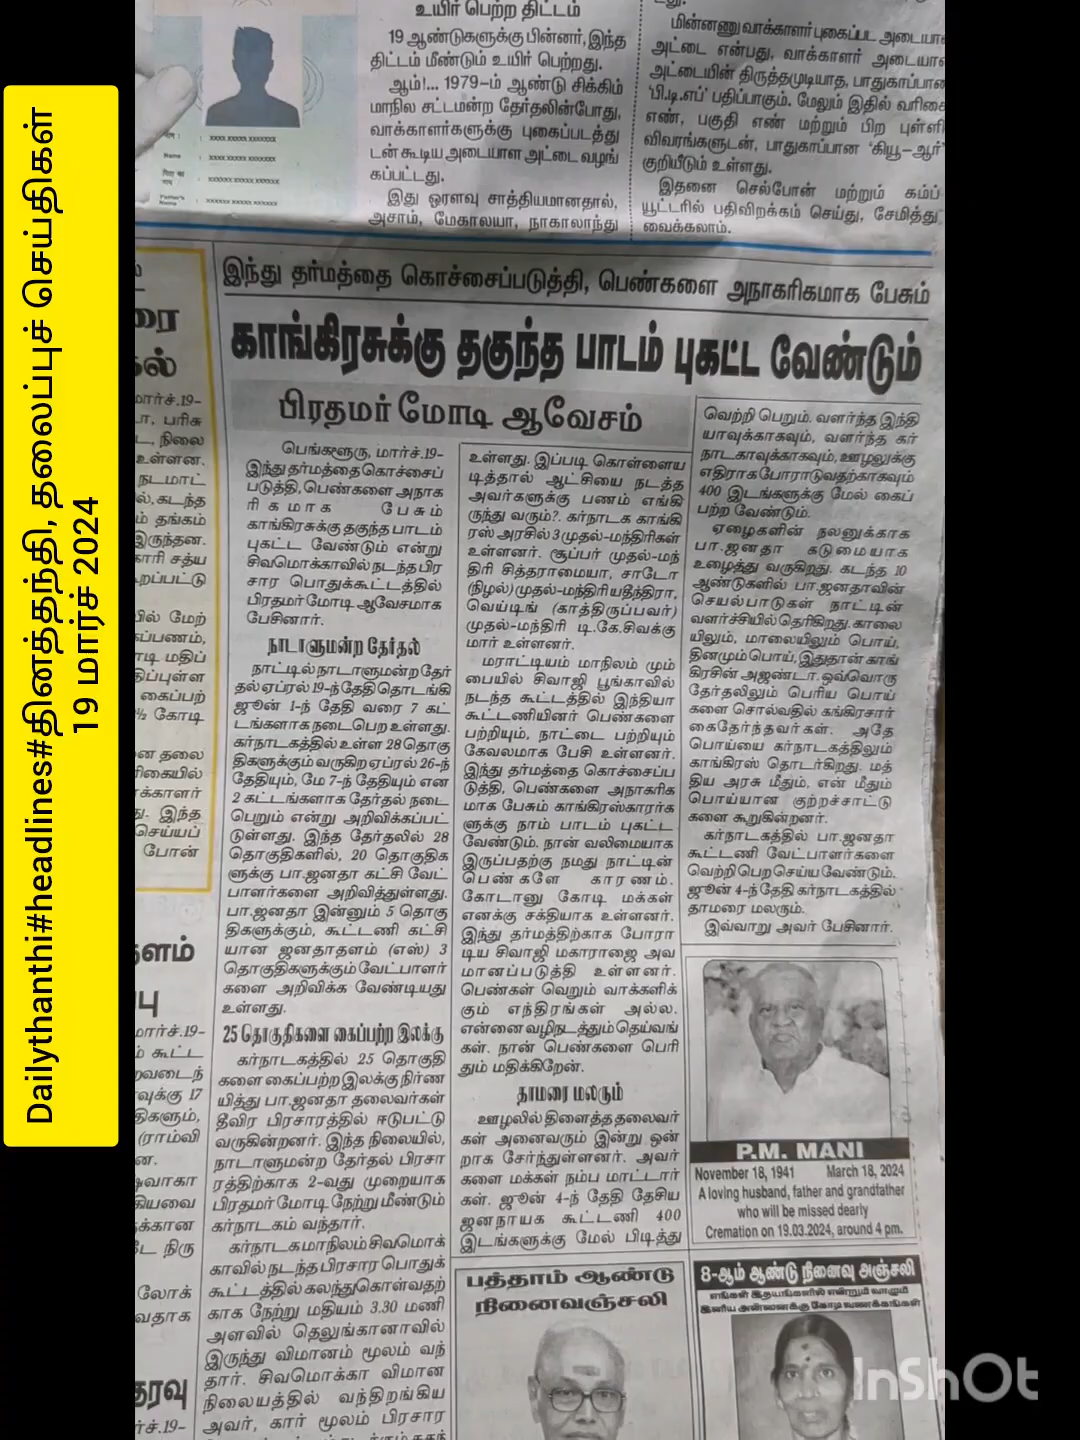 Dailythanthi#headlines#தினத்தந்தி, தலைப்புச் செய்திகள்
19 மார்ச் 2024
உயிர் பெற்ற திட்டம்
19 ஆண்டுகளுக்கு பின்னர், இந்த
திட்டம் மீண்டும் உயிர் பெற்றது.
ஆம்!... 1979-ம் ஆண்டு சிக்கிம்
மாநில சட்டமன்ற தேர்தலின்போது,
வாக்காளர்களுக்கு புகைப்படத்து
டன் கூடிய அடையாள அட்டை வழங்
கப்பட்டது.
இது ஓரளவு சாத்தியமானதால்,
அசாம், மேகாலயா, நாகாலாந்து
மின்னணு வாக்காளர் புகைப்பட அடையா
அட்டை என்பது, வாக்காளர் அடையா
அட்டையின் திருத்தமுடியாத, பாதுகாப்பான
'பி.டி.எப்' பதிப்பாகும். மேலும் இதில் வரிசை
எண், பகுதி எண் மற்றும் பிற புள்ளி
விவரங்களுடன், பாதுகாப்பான 'கியூ-ஆர்'
குறியீடும் உள்ளது.
இதனை செல்போன் மற்றும் கம்ப்
யூட்டரில் பதிவிறக்கம் செய்து, சேமித்து
வைக்கலாம்.
இந்து தர்மத்தை கொச்சைப்படுத்தி, பெண்களை அநாகரிகமாக பேசும்
காங்கிரசுக்கு தகுந்த பாடம் புகட்ட வேண்டும்
பிரதமர் மோடி ஆவேசம்
பெங்களூரு, மார்ச்.19-
இந்து தர்மத்தை கொச்சைப்
படுத்தி, பெண்களை அநாக
ரிகமாக பேசும்
காங்கிரசுக்கு தகுந்த பாடம்
புகட்ட வேண்டும் என்று
சிவமொக்காவில் நடந்த பிர
சார பொதுக்கூட்டத்தில்
பிரதமர் மோடி ஆவேசமாக
பேசினார்.
நாடாளுமன்ற தேர்தல்
நாட்டில் நாடாளுமன்ற தேர்
தல் ஏப்ரல் 19-ந்தேதி தொடங்கி
ஜூன் 1-ந் தேதி வரை 7 கட்
டங்களாக நடைபெற உள்ளது.
கர்நாடகத்தில் உள்ள 28 தொகு
திகளுக்கும் வருகிற ஏப்ரல் 26-ந்
தேதியும், மே 7-ந் தேதியும் என
2 கட்டங்களாக தேர்தல் நடை
பெறும் என்று அறிவிக்கப்பட்
டுள்ளது. இந்த தேர்தலில் 28
தொகுதிகளில், 20 தொகுதிக
ளுக்கு பா.ஜனதா கட்சி வேட்
பாளர்களை அறிவித்துள்ளது.
பா.ஜனதா இன்னும் 5 தொகு
திகளுக்கும், கூட்டணி கட்சி
யான ஜனதாதளம் (எஸ்) 3
தொகுதிகளுக்கும் வேட்பாளர்
களை அறிவிக்க வேண்டியது
உள்ளது.
25 தொகுதிகளை கைப்பற்ற இலக்கு
கர்நாடகத்தில் 25 தொகுதி
களை கைப்பற்ற இலக்கு நிர்ண
யித்து பா.ஜனதா தலைவர்கள்
தீவிர பிரசாரத்தில் ஈடுபட்டு
வருகின்றனர். இந்த நிலையில்,
நாடாளுமன்ற தேர்தல் பிரசா
ரத்திற்காக 2-வது முறையாக
பிரதமர் மோடி நேற்று மீண்டும்
கர்நாடகம் வந்தார்.
கர்நாடக மாநிலம் சிவமொக்
காவில் நடந்த பிரசார பொதுக்
கூட்டத்தில் கலந்துகொள்வதற்
காக நேற்று மதியம் 3.30 மணி
அளவில் தெலுங்கானாவில்
இருந்து விமானம் மூலம் வந்
தார். சிவமொக்கா விமான
நிலையத்தில் வந்திறங்கிய
அவர், கார் மூலம் பிரசார
உள்ளது. இப்படி கொள்ளைய
டித்தால் ஆட்சியை நடத்த
அவர்களுக்கு பணம் எங்கி
ருந்து வரும்?. கர்நாடக காங்கி
ரஸ் அரசில் 3 முதல்-மந்திரிகள்
உள்ளனர். சூப்பர் முதல்-மந்
திரி சித்தராமையா, சாடோ
(நிழல்) முதல்-மந்திரி யதீந்திரா,
வெய்டிங் (காத்திருப்பவர்)
முதல்-மந்திரி டி.கே.சிவக்கு
மார் உள்ளனர்.
மராட்டியம் மாநிலம் மும்
பையில் சிவாஜி பூங்காவில்
நடந்த கூட்டத்தில் இந்தியா
கூட்டணியினர் பெண்களை
பற்றியும், நாட்டை பற்றியும்
கேவலமாக பேசி உள்ளனர்.
இந்து தர்மத்தை கொச்சைப்ப
டுத்தி, பெண்களை அநாகரிக
மாக பேசும் காங்கிரஸ்காரர்க
ளுக்கு நாம் பாடம் புகட்ட
வேண்டும். நான் வலிமையாக
இருப்பதற்கு நமது நாட்டின்
பெண்களே காரணம்.
கோடானு கோடி மக்கள்
எனக்கு சக்தியாக உள்ளனர்.
இந்து தர்மத்திற்காக போரா
டிய சிவாஜி மகாராஜை அவ
மானப்படுத்தி உள்ளனர்.
பெண்கள் வெறும் வாக்களிக்
கும் எந்திரங்கள் அல்ல.
என்னை வழிநடத்தும் தெய்வங்
கள். நான் பெண்களை பெரி
தும் மதிக்கிறேன்.
தாமரை மலரும்
ஊழலில் திளைத்த தலைவர்
கள் அனைவரும் இன்று ஒன்
றாக சேர்ந்துள்ளனர். அவர்
களை மக்கள் நம்ப மாட்டார்
கள். ஜூன் 4-ந் தேதி தேசிய
ஜனநாயக கூட்டணி 400
இடங்களுக்கு மேல் பிடித்து
வெற்றி பெறும். வளர்ந்த இந்தி
யாவுக்காகவும், வளர்ந்த கர்
நாடகாவுக்காகவும், ஊழலுக்கு
எதிராக போராடுவதற்காகவும்
400 இடங்களுக்கு மேல் கைப்
பற்ற வேண்டும்.
ஏழைகளின் நலனுக்காக
பா.ஜனதா கடுமையாக
உழைத்து வருகிறது. கடந்த 10
ஆண்டுகளில் பா.ஜனதாவின்
செயல்பாடுகள் நாட்டின்
வளர்ச்சியில் தெரிகிறது. காலை
யிலும், மாலையிலும் பொய்,
தினமும் பொய், இதுதான் காங்
கிரசின் அஜண்டா. ஒவ்வொரு
தேர்தலிலும் பெரிய பொய்
களை சொல்வதில் கங்கிரசார்
கைதேர்ந்தவர்கள். அதே
பொய்யை கர்நாடகத்திலும்
காங்கிரஸ் தொடர்கிறது. மத்
திய அரசு மீதும், என் மீதும்
பொய்யான குற்றச்சாட்டு
களை கூறுகின்றனர்.
கர்நாடகத்தில் பா.ஜனதா
கூட்டணி வேட்பாளர்களை
வெற்றிபெற செய்ய வேண்டும்.
ஜூன் 4-ந்தேதி கர்நாடகத்தில்
தாமரை மலரும்.
இவ்வாறு அவர் பேசினார்.
P.M. MANI
November 18, 1941 March 18, 2024
A loving husband, father and grandfather
who will be missed dearly
Cremation on 19.03.2024, around 4 pm.
பத்தாம் ஆண்டு
நினைவஞ்சலி
8-ஆம் ஆண்டு நினைவு அஞ்சலி
எங்கள் இதயங்களில் என்றும் வாழும்
InShOt